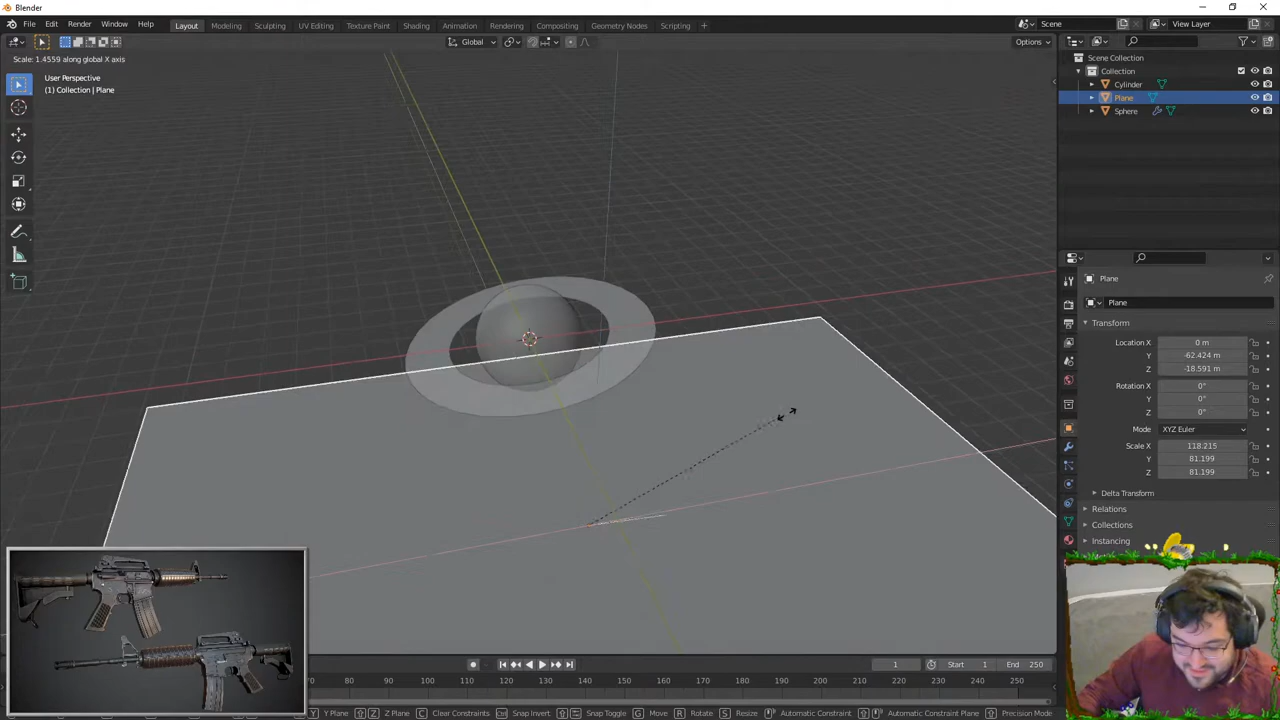 Blender
File Edit Render Window Help Layout Modeling Sculpting UV Editing Texture Paint Shading Animation Rendering Compositing Geometry Nodes Scripting + Scene View Layer
Global Options
Scale: 1.4559 along global X axis
User Perspective
(1) Collection | Plane
Scene Collection
Collection
Cylinder
Plane
Sphere
Plane
Plane
Transform
Location X 0 m
Y -62.424 m
Z -18.591 m
Rotation X 0°
Y 0°
Z 0°
Mode XYZ Euler
Scale X 118.215
Y 81.199
Z 81.199
Delta Transform
Relations
Collections
Instancing
1 Start 1 End 250
120 130 140 150 160 170 180 190 200 210 220 230 240 250
Y Plane Z Plane C Clear Constraints Snap Invert Snap Toggle G Move R Rotate S Resize Automatic Constraint Automatic Constraint Plane Precision Mode